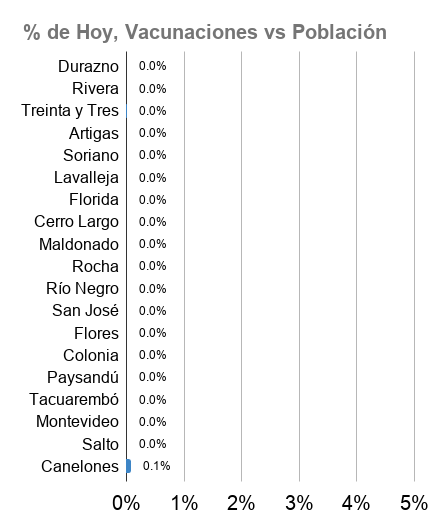 % de Hoy, Vacunaciones vs Población
Durazno 0.0%
Rivera 0.0%
Treinta y Tres 0.0%
Artigas 0.0%
Soriano 0.0%
Lavalleja 0.0%
Florida 0.0%
Cerro Largo 0.0%
Maldonado 0.0%
Rocha 0.0%
Río Negro 0.0%
San José 0.0%
Flores 0.0%
Colonia 0.0%
Paysandú 0.0%
Tacuarembó 0.0%
Montevideo 0.0%
Salto 0.0%
Canelones 0.1%
0% 1% 2% 3% 4% 5%